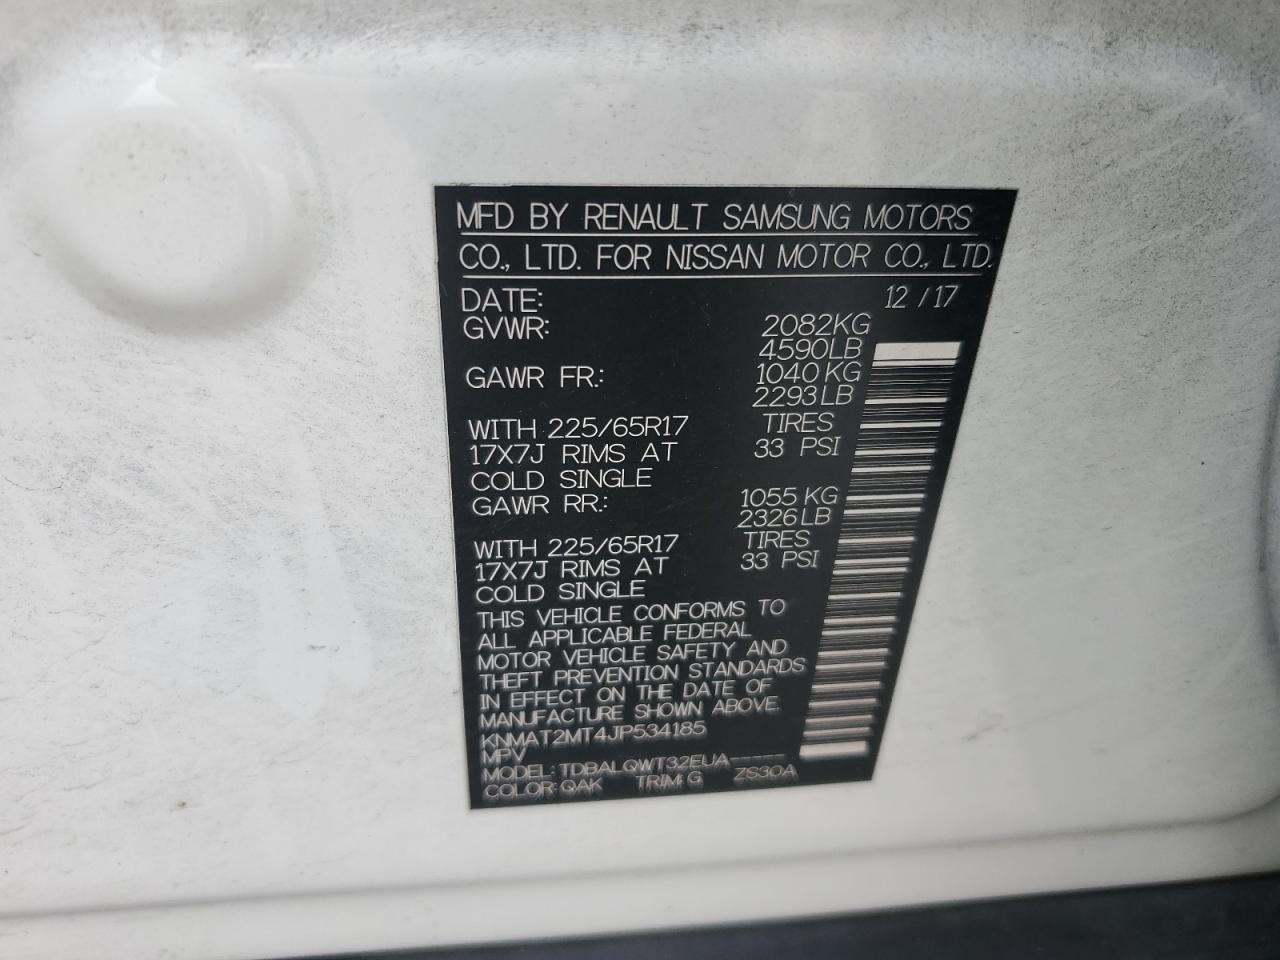 MFD BY RENAULT SAMSUNG MOTORS
CO., LTD. FOR NISSAN MOTOR CO., LTD.
DATE: 12 / 17
GVWR: 2082KG
4590LB
GAWR FR.: 1040 KG
2293LB
WITH 225/65R17 TIRES
17X7J RIMS AT 33 PSI
COLD SINGLE
GAWR RR.: 1055 KG
2326LB
WITH 225/65R17 TIRES
17X7J RIMS AT 33 PSI
COLD SINGLE
THIS VEHICLE CONFORMS TO
ALL APPLICABLE FEDERAL
MOTOR VEHICLE SAFETY AND
THEFT PREVENTION STANDARDS
IN EFFECT ON THE DATE OF
MANUFACTURE SHOWN ABOVE.
KNMAT2MT4JP534185
MPV
MODEL: TDBALQWT32EUA-----
COLOR: QAK TRIM: G ZS30A